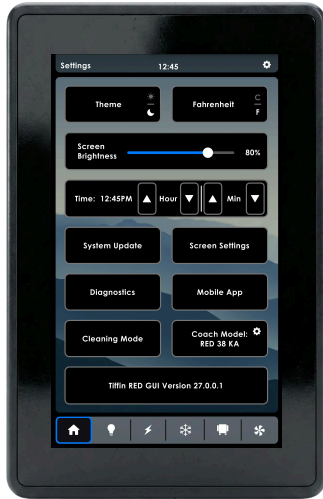 Settings 12:45
Theme
Fahrenheit C F
Screen
Brightness 80%
Time: 12:45PM Hour Min
System Update Screen Settings
Diagnostics Mobile App
Cleaning Mode Coach Model:
RED 38 KA
Tiffin RED GUI Version 27.0.0.1